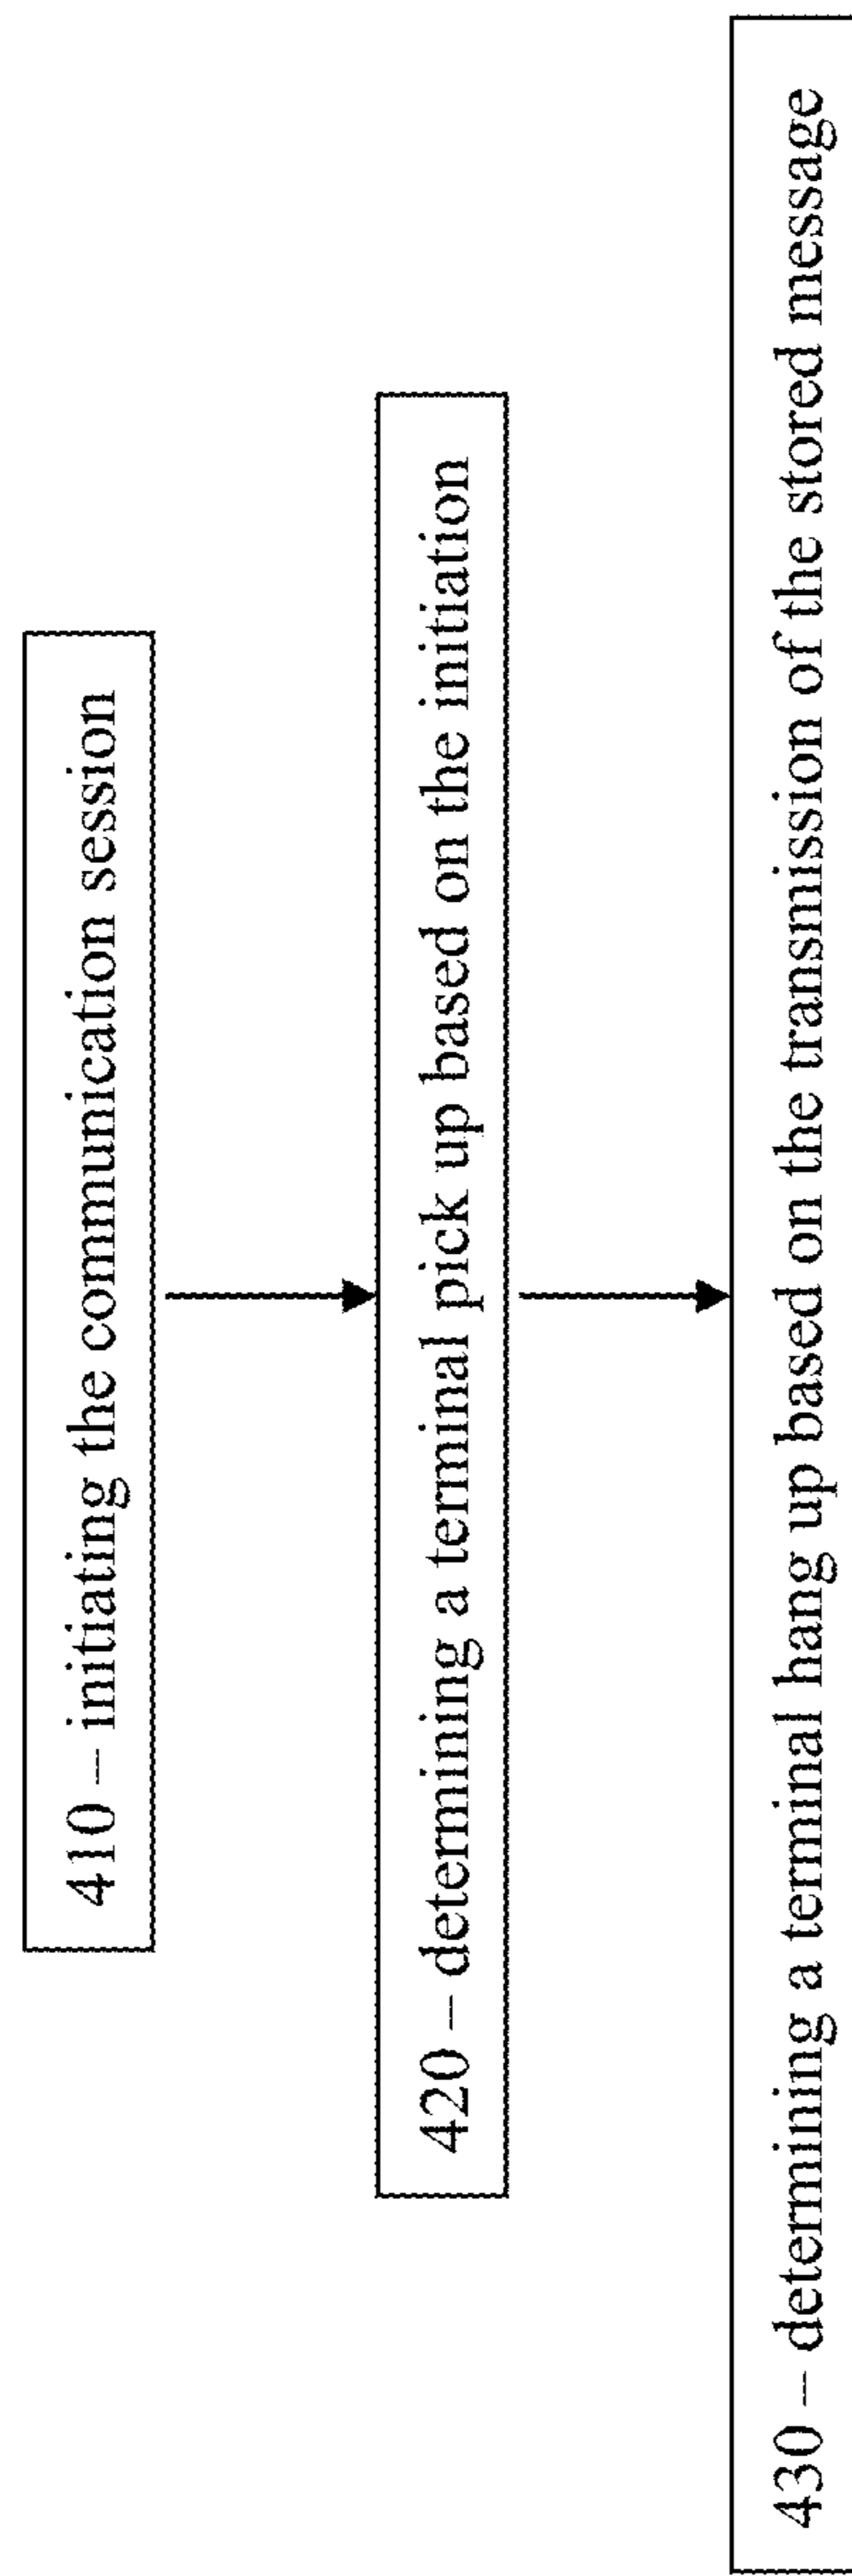 410 – initiating the communication session
420 – determining a terminal pick up based on the initiation
430 – determining a terminal hang up based on the transmission of the stored message